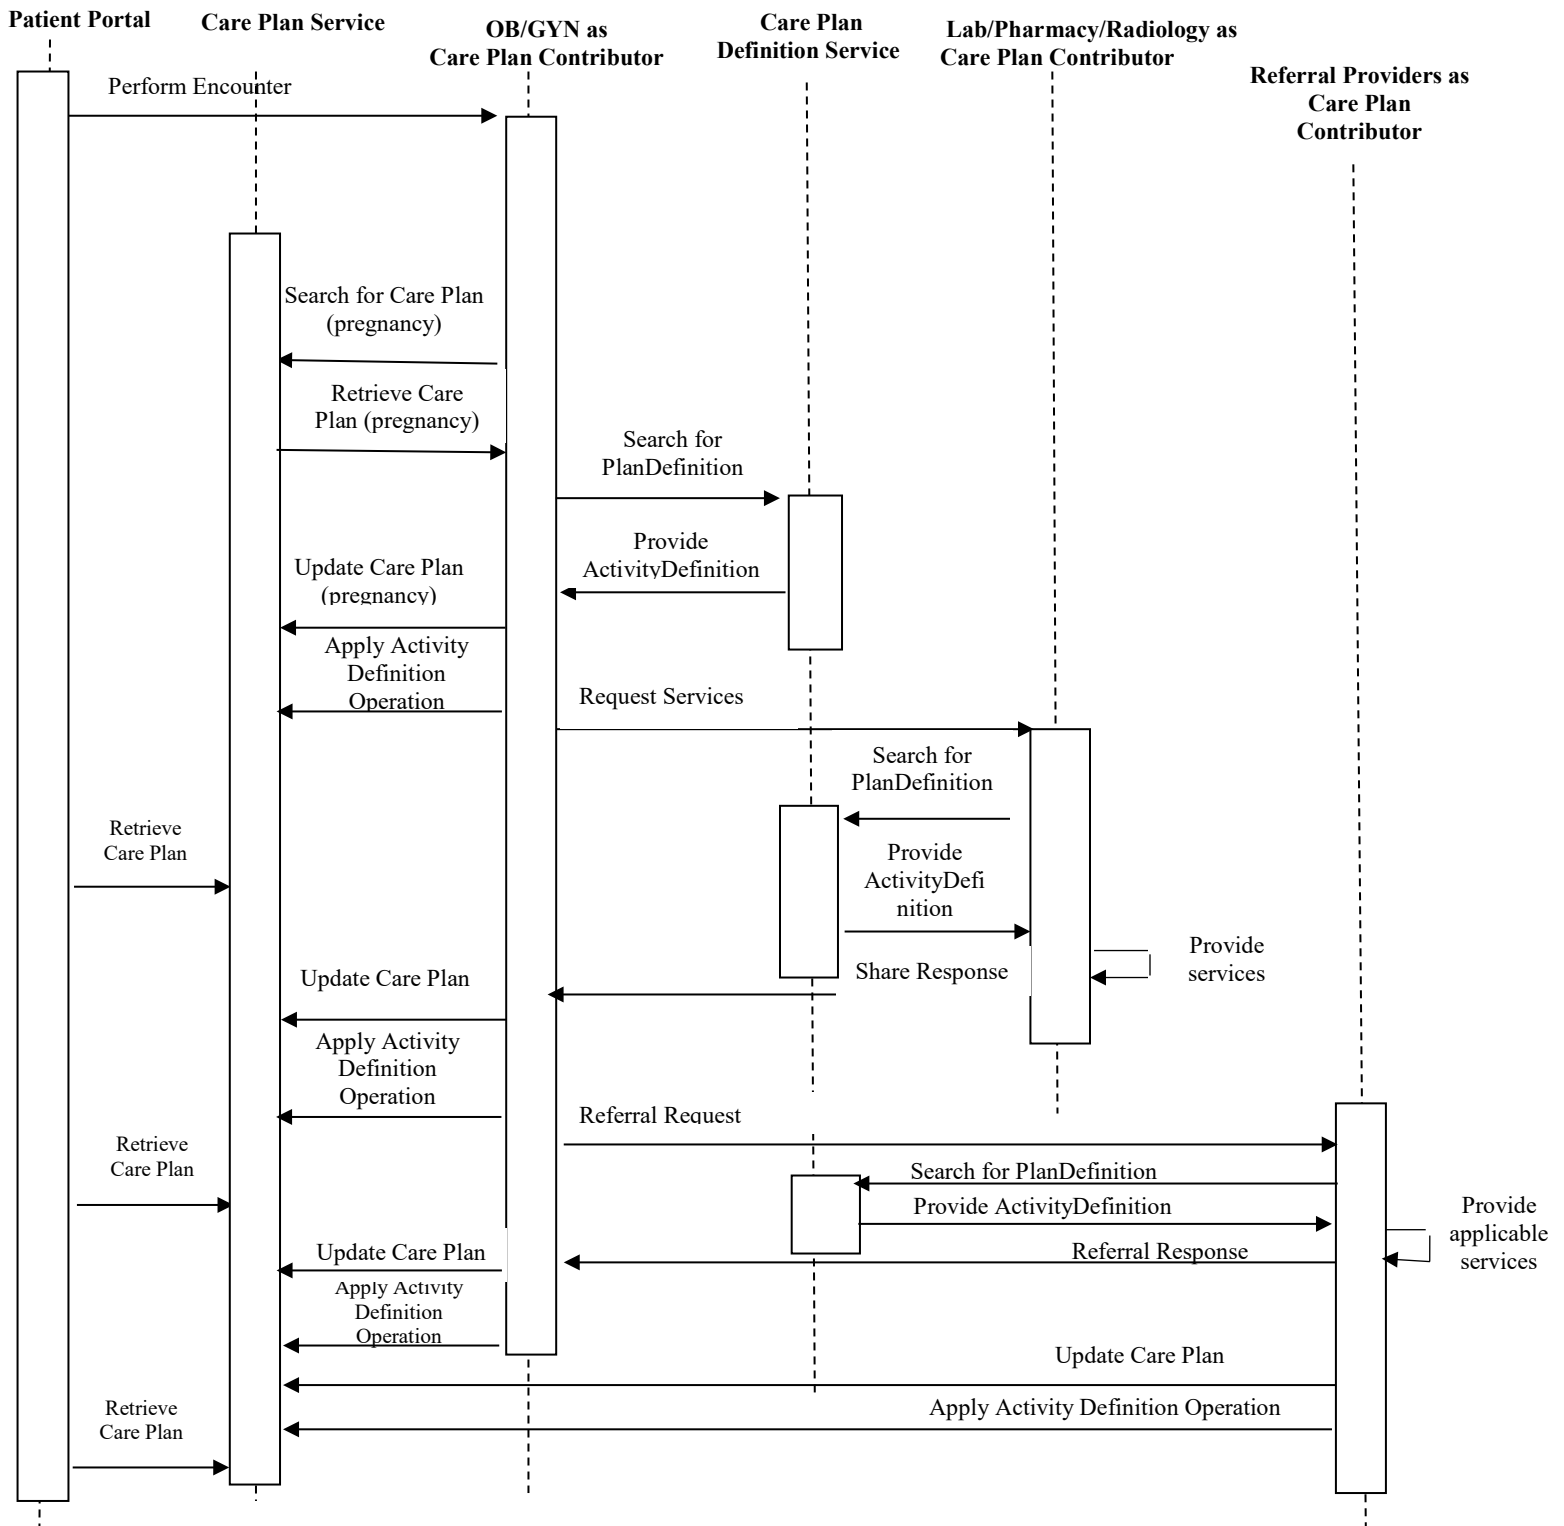 Patient Portal
Care Plan Service
OB/GYN as
Care Plan Contributor
Care Plan
Definition Service
Lab/Pharmacy/Radiology as
Care Plan Contributor
Referral Providers as
Care Plan
Contributor
Perform Encounter
Search for Care Plan
(pregnancy)
Retrieve Care
Plan (pregnancy)
Search for
PlanDefinition
Provide
ActivityDefinition
Update Care Plan
(pregnancy)
Apply Activity
Definition
Operation
Request Services
Search for
PlanDefinition
Retrieve
Care Plan
Provide
ActivityDefi
nition
Provide
services
Share Response
Update Care Plan
Apply Activity
Definition
Operation
Referral Request
Retrieve
Care Plan
Search for PlanDefinition
Provide ActivityDefinition
Provide
applicable
services
Referral Response
Update Care Plan
Apply Activity
Definition
Operation
Update Care Plan
Retrieve
Care Plan
Apply Activity Definition Operation